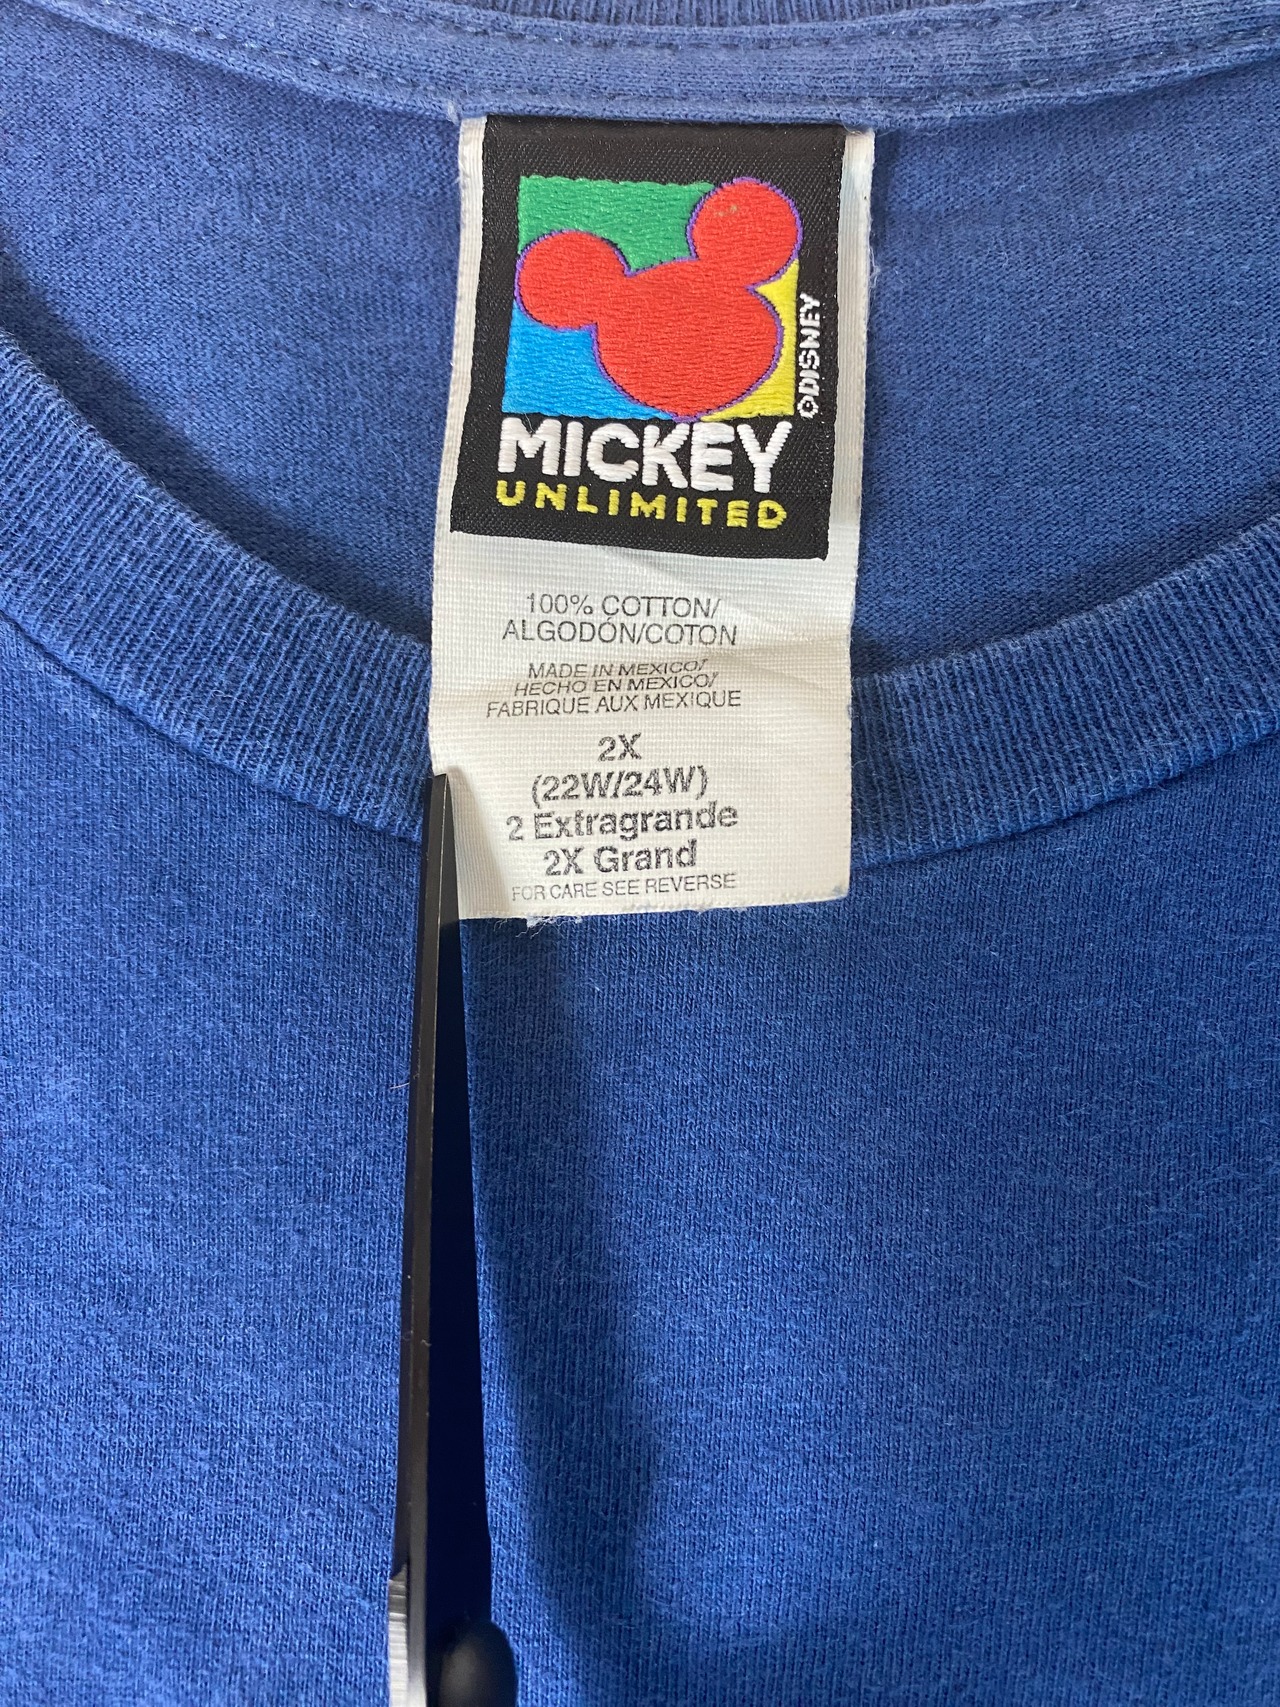 ©DISNEY
MICKEY
UNLIMITED
100% COTTON/
ALGODÓN/COTON
MADE IN MEXICO/
HECHO EN MEXICO/
FABRIQUE AUX MEXIQUE
2X
(22W/24W)
2 Extragrande
2X Grand
FOR CARE SEE REVERSE